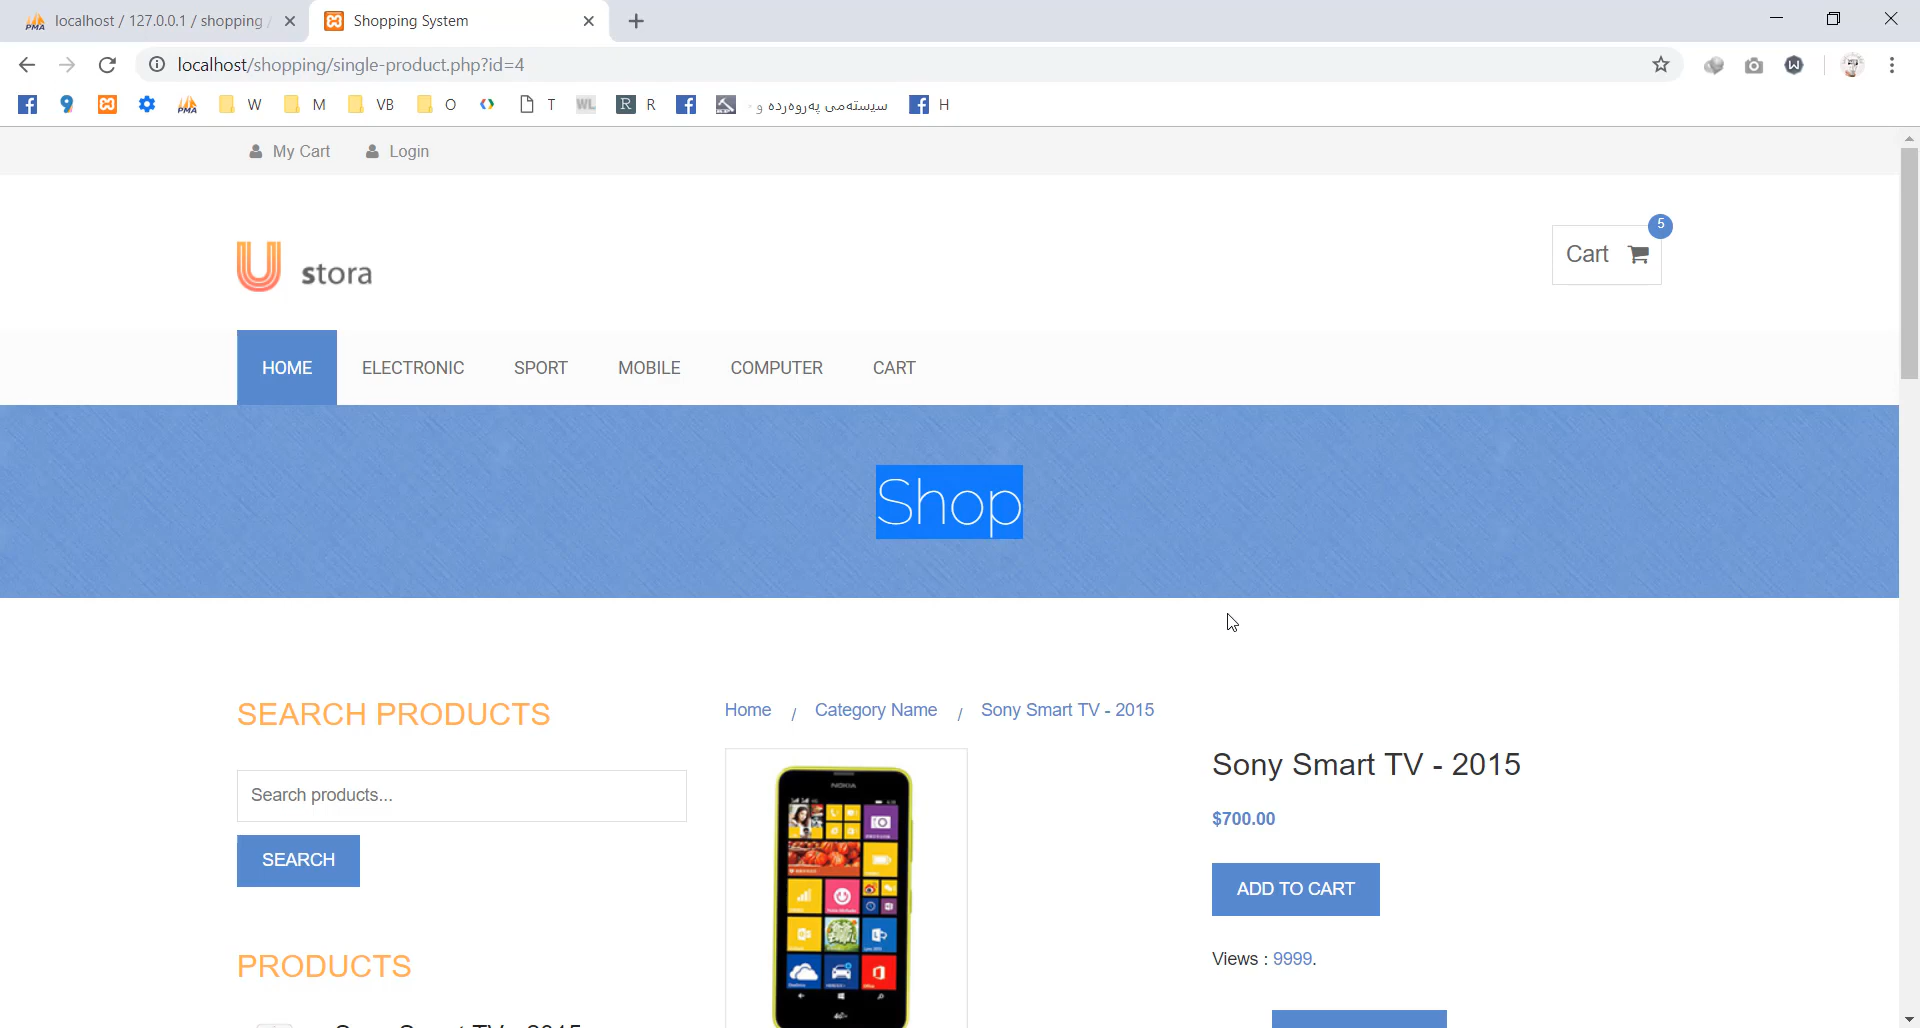 localhost / 127.0.0.1 / shopping
Shopping System
localhost/shopping/single-product.php?id=4
W M VB O T WL R R سیستەمی پەروەردە و H
My Cart Login
5
Cart
U stora
HOME ELECTRONIC SPORT MOBILE COMPUTER CART
Shop
SEARCH PRODUCTS
Home / Category Name / Sony Smart TV - 2015
Sony Smart TV - 2015
Search products...
$700.00
SEARCH
ADD TO CART
NOKIA
Views : 9999.
PRODUCTS